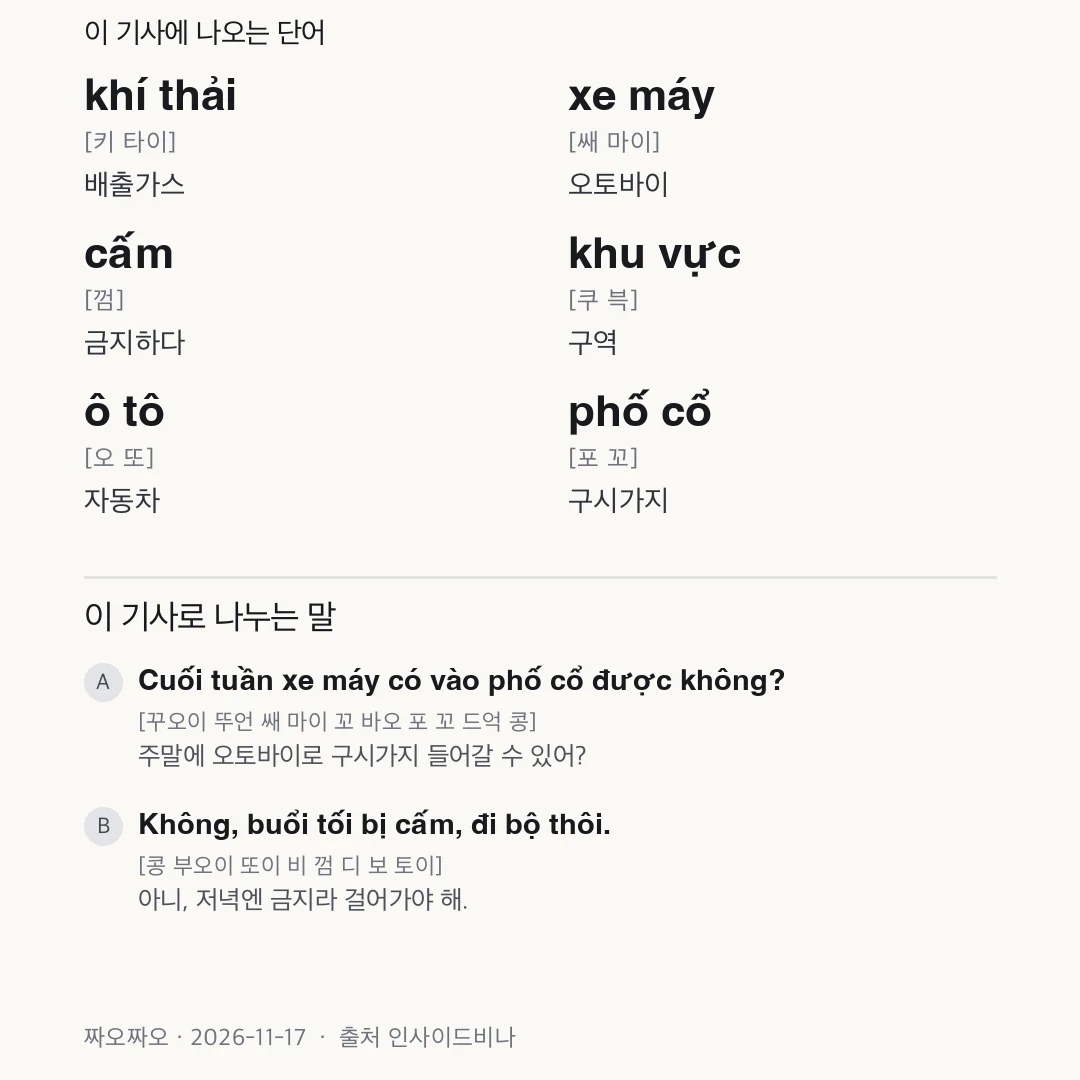 이 기사에 나오는 단어
khí thải
[키 타이]
배출가스
xe máy
[쌔 마이]
오토바이
cấm
[껌]
금지하다
khu vực
[쿠 븍]
구역
ô tô
[오 또]
자동차
phố cổ
[포 꼬]
구시가지
이 기사로 나누는 말
A
Cuối tuần xe máy có vào phố cổ được không?
[꾸오이 뚜언 쌔 마이 꼬 바오 포 꼬 드억 콩]
주말에 오토바이로 구시가지 들어갈 수 있어?
B
Không, buổi tối bị cấm, đi bộ thôi.
[콩 부오이 또이 비 껌 디 보 토이]
아니, 저녁엔 금지라 걸어가야 해.
짜오짜오 · 2026-11-17 · 출처 인사이드비나